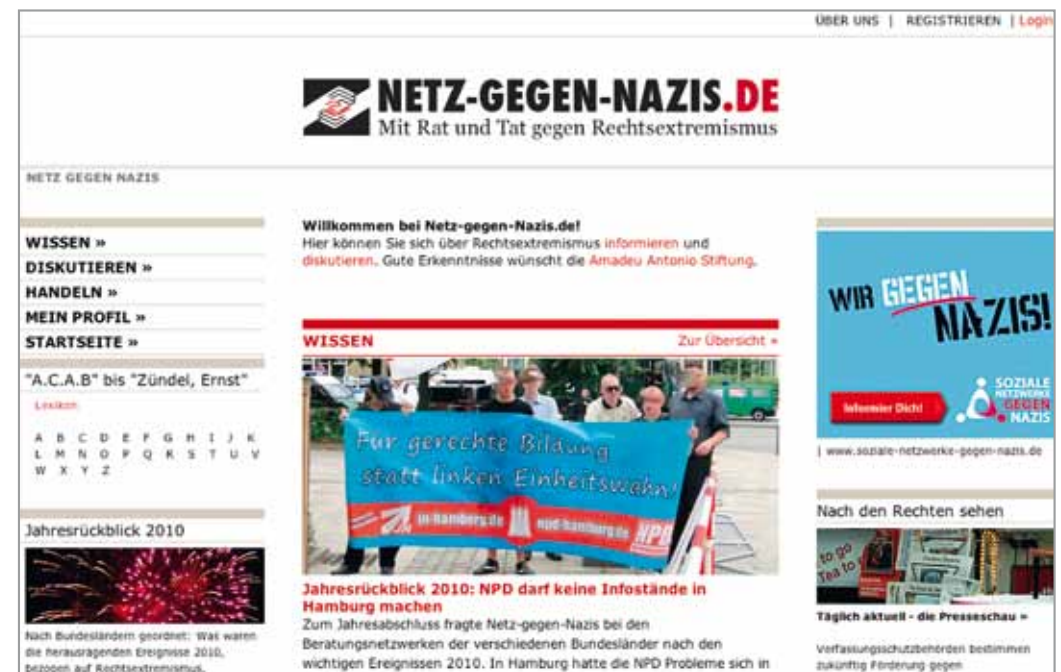 ÜBER UNS | REGISTRIEREN | Login
NETZ-GEGEN-NAZIS.DE
Mit Rat und Tat gegen Rechtsextremismus
NETZ GEGEN NAZIS
WISSEN »
DISKUTIEREN »
HANDELN »
MEIN PROFIL »
STARTSEITE »
"A.C.A.B" bis "Zündel, Ernst"
Lexikon
A B C D E F G H I J K
L M N O P Q R S T U V
W X Y Z
Jahresrückblick 2010
Nach Bundesländern geordnet: Was waren
die herausragenden Ereignisse 2010,
bezogen auf Rechtsextremismus.
Willkommen bei Netz-gegen-Nazis.de!
Hier können Sie sich über Rechtsextremismus informieren und
diskutieren. Gute Erkenntnisse wünscht die Amadeu Antonio Stiftung.
WISSEN
Zur Übersicht »
Für gerechte Bildung
statt linken Einheitswahn!
in-hamburg.de
npd-hamburg.de
NPD
Jahresrückblick 2010: NPD darf keine Infostände in
Hamburg machen
Zum Jahresabschluss fragte Netz-gegen-Nazis bei den
Beratungsnetzwerken der verschiedenen Bundesländer nach den
wichtigen Ereignissen 2010. In Hamburg hatte die NPD Probleme sich in
WIR GEGEN
NAZIS!
Informier Dich!
SOZIALE
NETZWERKE
GEGEN
NAZIS
| www.soziale-netzwerke-gegen-nazis.de
Nach den Rechten sehen
to go
Tea to
Täglich aktuell - die Presseschau »
Verfassungsschutzbehörden bestimmen
zukünftig Förderung gegen